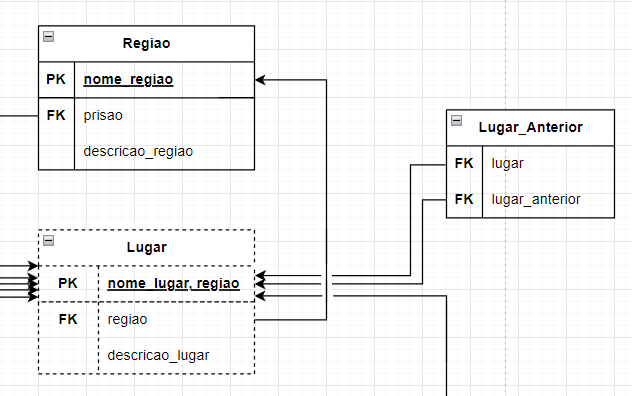 Regiao
PK nome_regiao
FK prisao
descricao_regiao
Lugar_Anterior
FK lugar
FK lugar_anterior
Lugar
PK nome_lugar, regiao
FK regiao
descricao_lugar